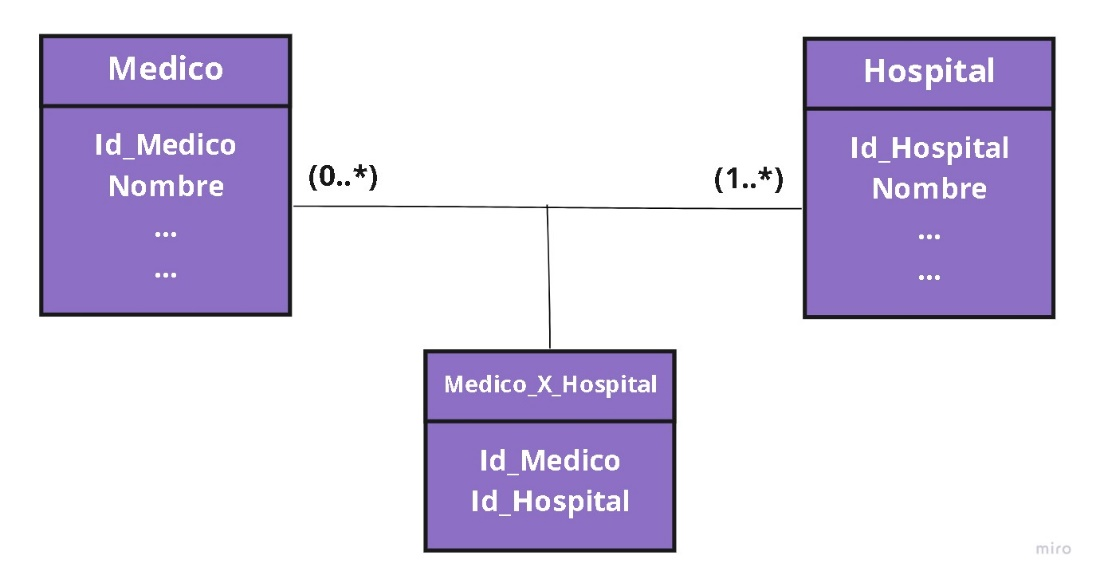 Medico
Id_Medico
Nombre
...
...
(0..*)
(1..*)
Hospital
Id_Hospital
Nombre
...
...
Medico_X_Hospital
Id_Medico
Id_Hospital
miro